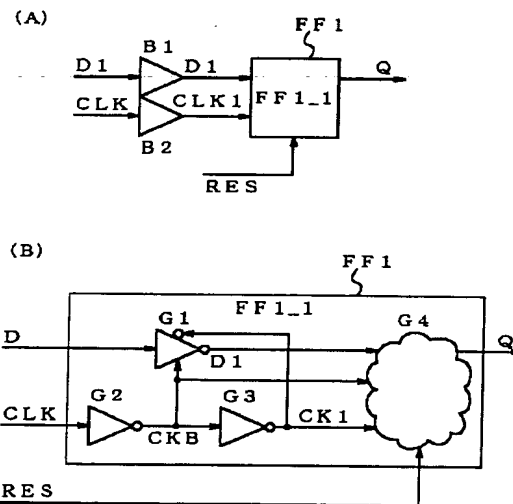 (A)
FF1
B1
D1
D1
Q
FF1_1
CLK
CLK1
B2
RES
(B)
FF1
FF1_1
G1
G4
D
D1
Q
G2
G3
CLK
CKB
CK1
RES